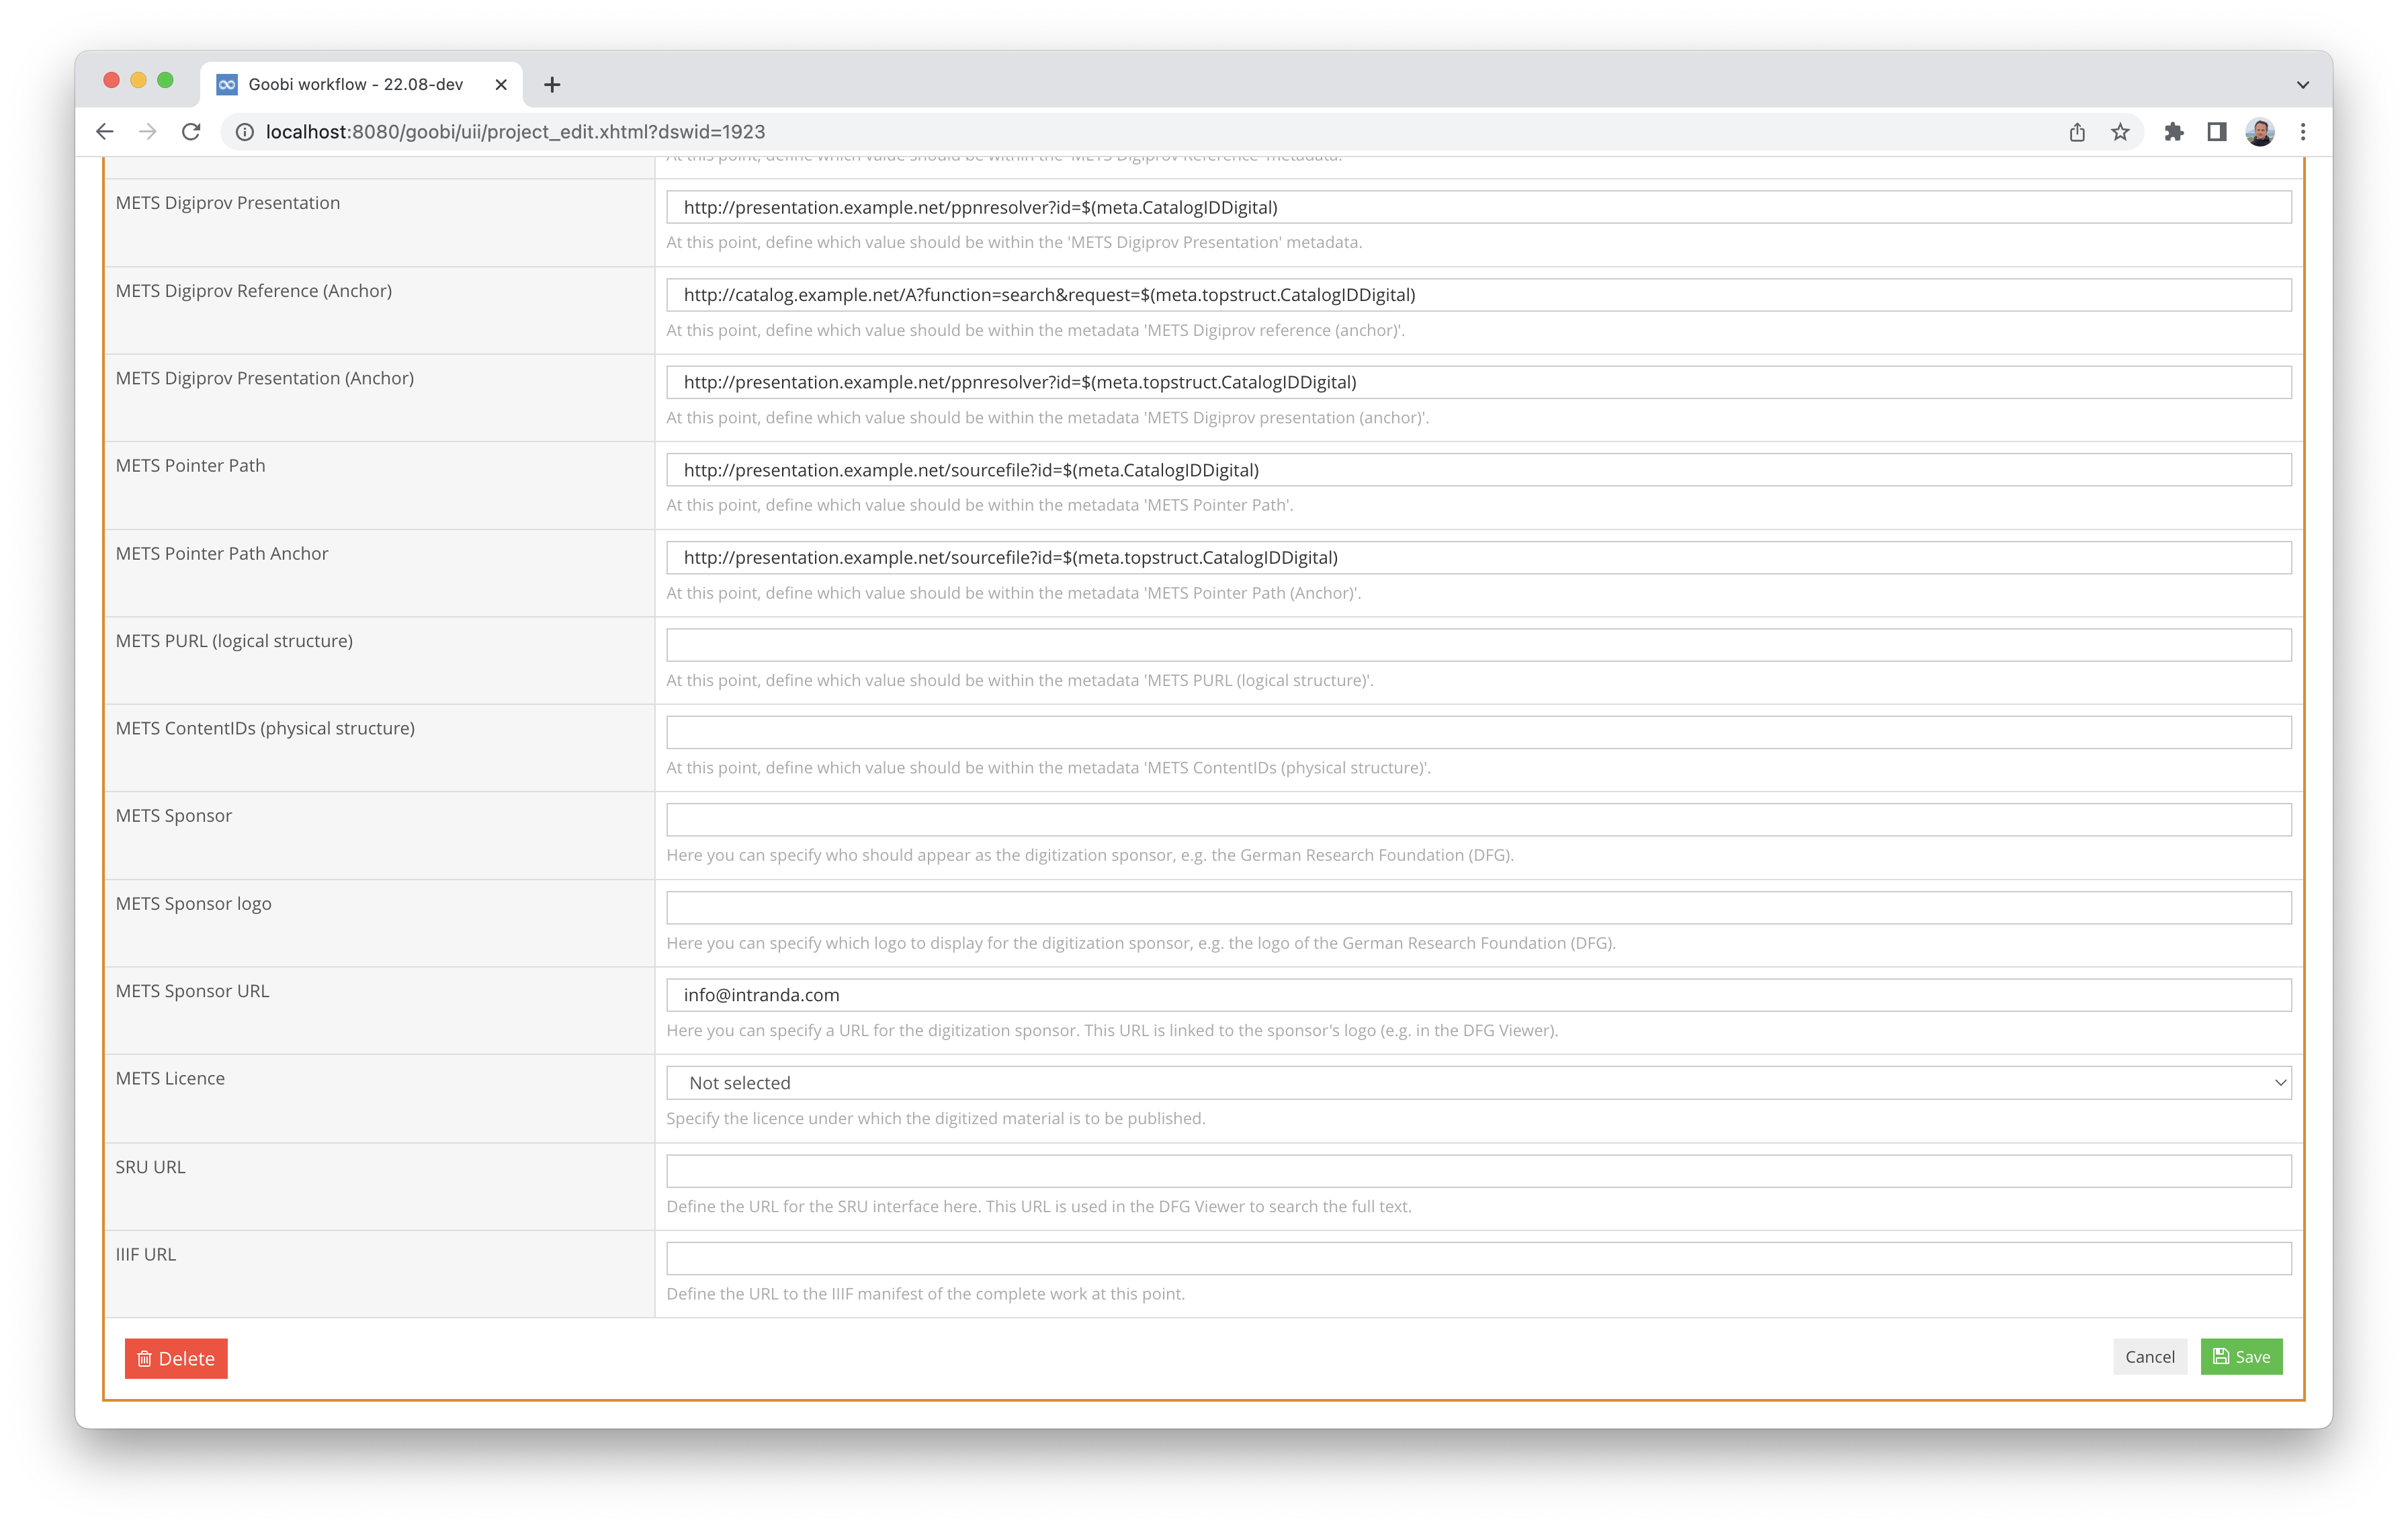 Goobi workflow - 22.08-dev
localhost:8080/goobi/uii/project_edit.xhtml?dswid=1923
At this point, define which value should be within the 'METS Digiprov Reference' metadata.
METS Digiprov Presentation
http://presentation.example.net/ppnresolver?id=$(meta.CatalogIDDigital)
At this point, define which value should be within the 'METS Digiprov Presentation' metadata.
METS Digiprov Reference (Anchor)
http://catalog.example.net/A?function=search&request=$(meta.topstruct.CatalogIDDigital)
At this point, define which value should be within the metadata 'METS Digiprov reference (anchor)'.
METS Digiprov Presentation (Anchor)
http://presentation.example.net/ppnresolver?id=$(meta.topstruct.CatalogIDDigital)
At this point, define which value should be within the metadata 'METS Digiprov presentation (anchor)'.
METS Pointer Path
http://presentation.example.net/sourcefile?id=$(meta.CatalogIDDigital)
At this point, define which value should be within the metadata 'METS Pointer Path'.
METS Pointer Path Anchor
http://presentation.example.net/sourcefile?id=$(meta.topstruct.CatalogIDDigital)
At this point, define which value should be within the metadata 'METS Pointer Path (Anchor)'.
METS PURL (logical structure)
At this point, define which value should be within the metadata 'METS PURL (logical structure)'.
METS ContentIDs (physical structure)
At this point, define which value should be within the metadata 'METS ContentIDs (physical structure)'.
METS Sponsor
Here you can specify who should appear as the digitization sponsor, e.g. the German Research Foundation (DFG).
METS Sponsor logo
Here you can specify which logo to display for the digitization sponsor, e.g. the logo of the German Research Foundation (DFG).
METS Sponsor URL
info@intranda.com
Here you can specify a URL for the digitization sponsor. This URL is linked to the sponsor's logo (e.g. in the DFG Viewer).
METS Licence
Not selected
Specify the licence under which the digitized material is to be published.
SRU URL
Define the URL for the SRU interface here. This URL is used in the DFG Viewer to search the full text.
IIIF URL
Define the URL to the IIIF manifest of the complete work at this point.
Delete
Cancel
Save